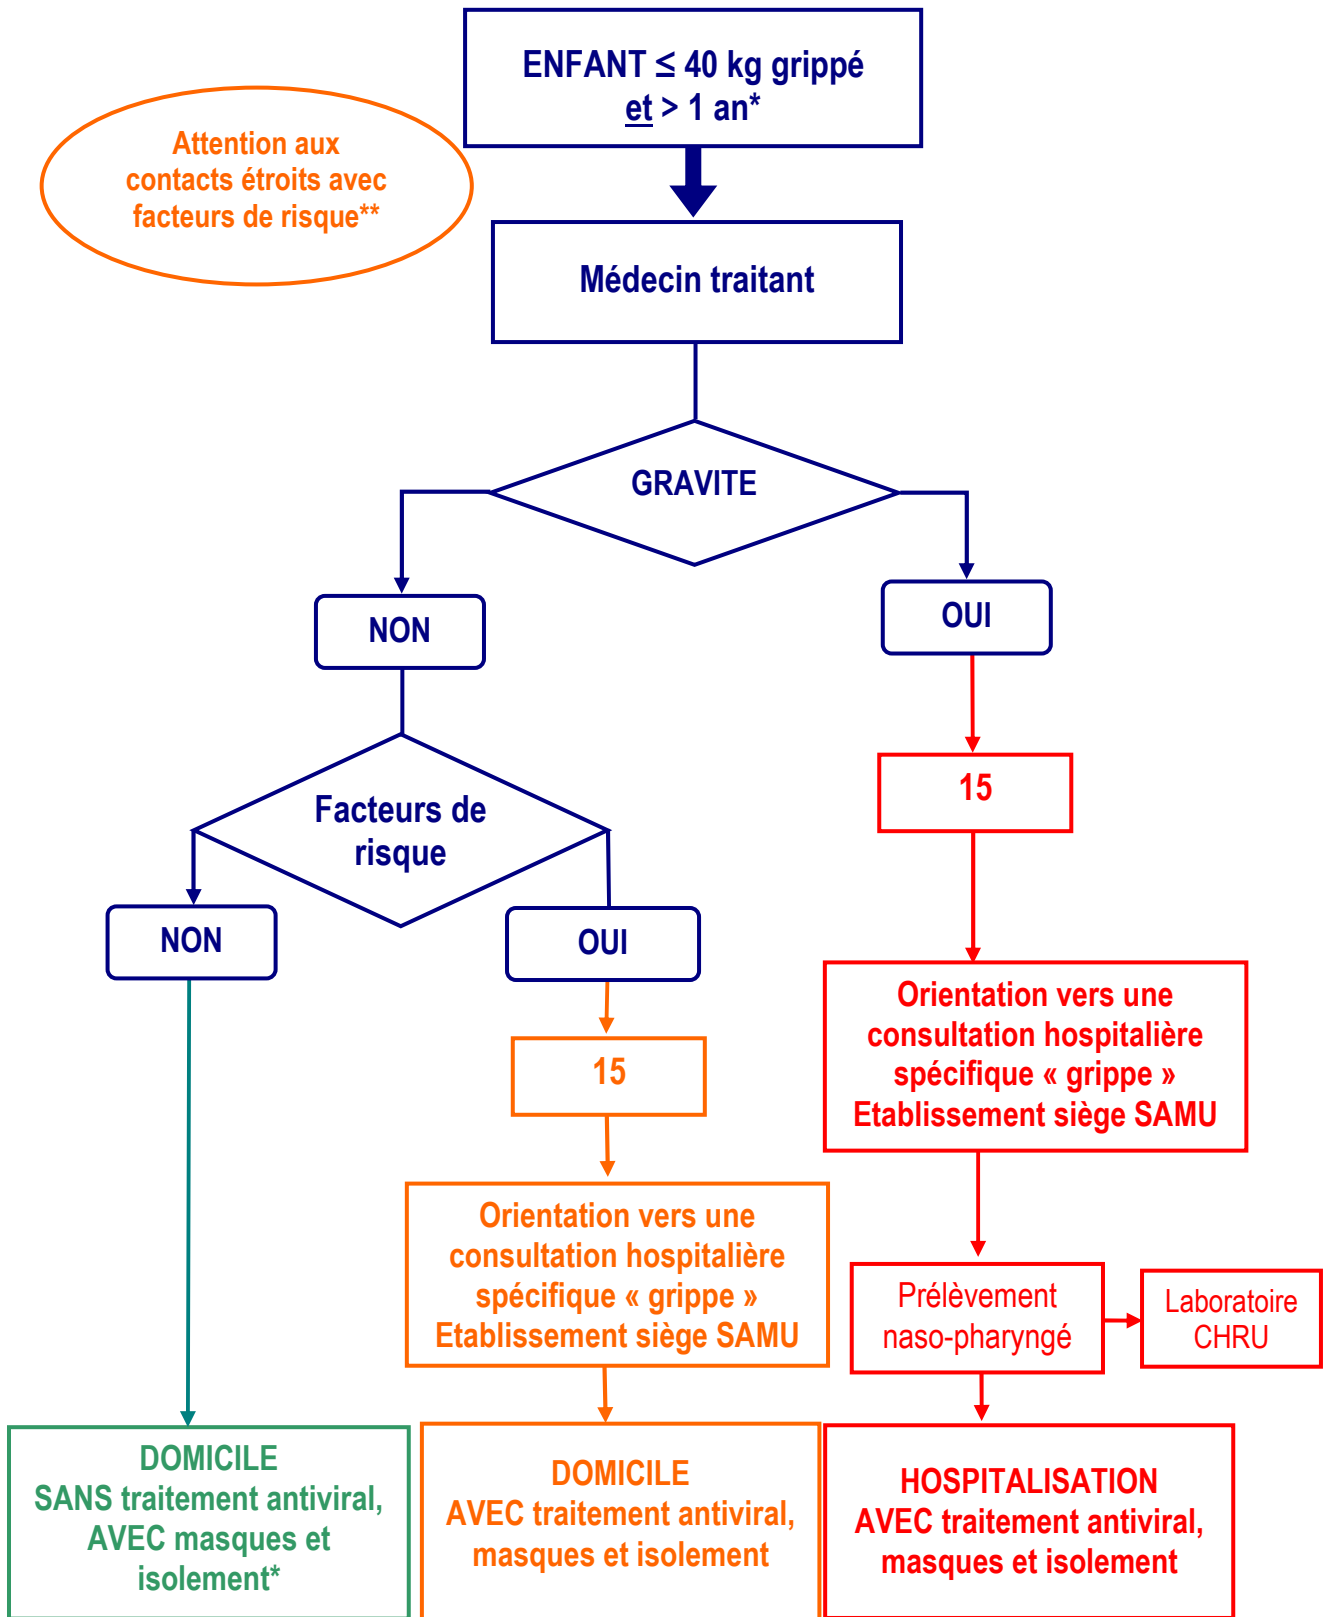 ENFANT ≤ 40 kg grippé
et > 1 an*
Attention aux
contacts étroits avec
facteurs de risque**
Médecin traitant
GRAVITE
NON
OUI
Facteurs de
risque
15
NON
OUI
Orientation vers une
consultation hospitalière
spécifique « grippe »
Etablissement siège SAMU
15
Orientation vers une
consultation hospitalière
spécifique « grippe »
Etablissement siège SAMU
Prélèvement
naso-pharyngé
Laboratoire
CHRU
DOMICILE
SANS traitement antiviral,
AVEC masques et
isolement*
DOMICILE
AVEC traitement antiviral,
masques et isolement
HOSPITALISATION
AVEC traitement antiviral,
masques et isolement